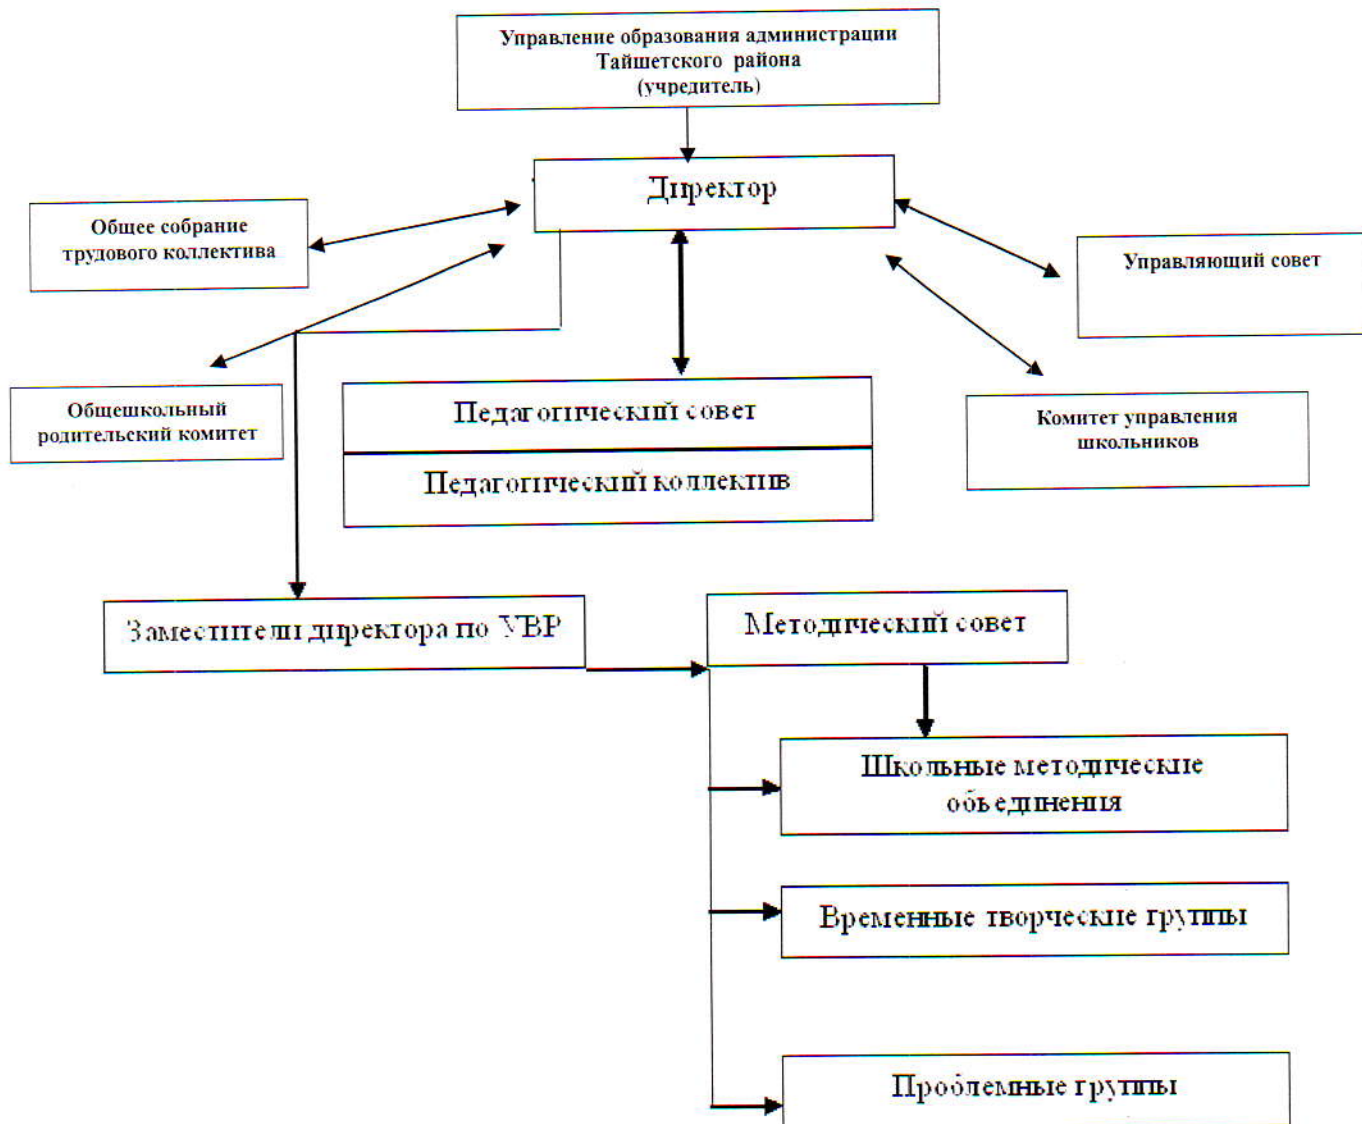 Управление образования администрации
Тайшетского района
(учредитель)
Директор
Общее собрание
трудового коллектива
Управляющий совет
Общешкольный
родительский комитет
Педагогический совет
Педагогический коллектив
Комитет управления
школьников
Заместители директора по УВР
Методический совет
Школьные методические
объединения
Временные творческие группы
Проблемные группы